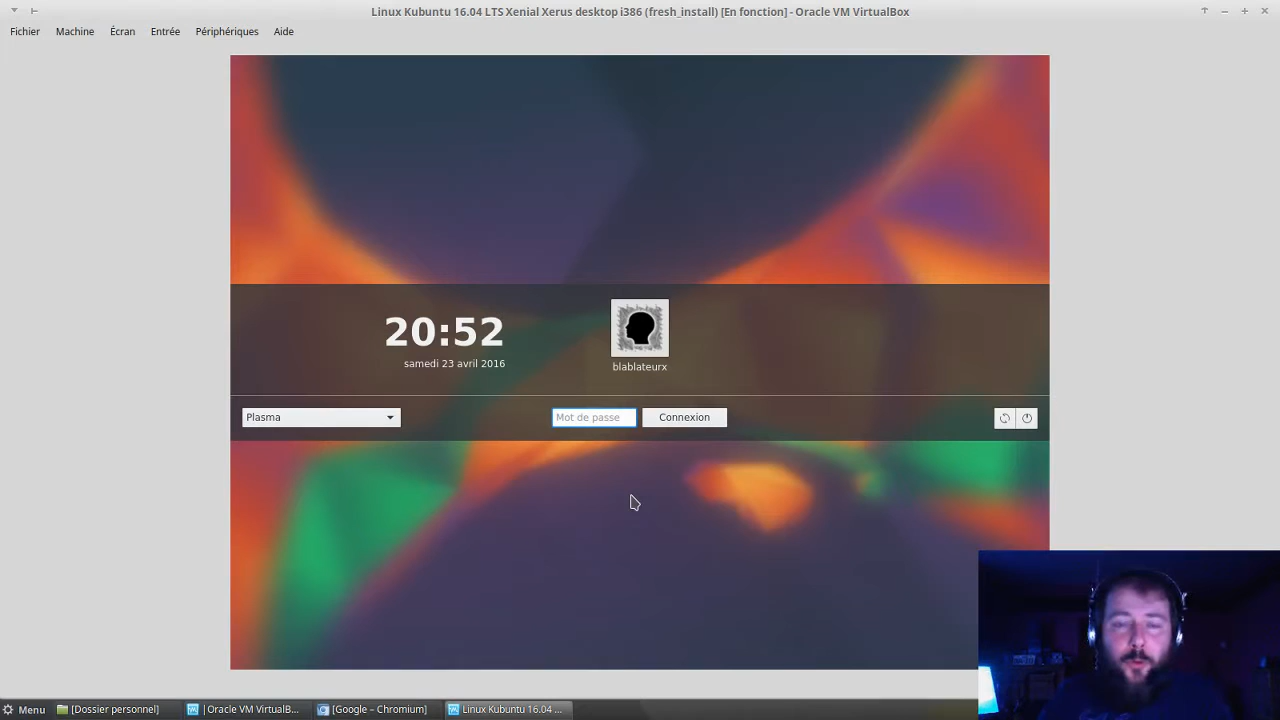 Linux Kubuntu 16.04 LTS Xenial Xerus desktop i386 (fresh_install) [En fonction] - Oracle VM VirtualBox
Fichier Machine Écran Entrée Périphériques Aide
20:52
samedi 23 avril 2016
blablateurx
Plasma
Mot de passe
Connexion
Menu
[Dossier personnel]
[Oracle VM VirtualB...
[Google – Chromium]
Linux Kubuntu 16.04 ...